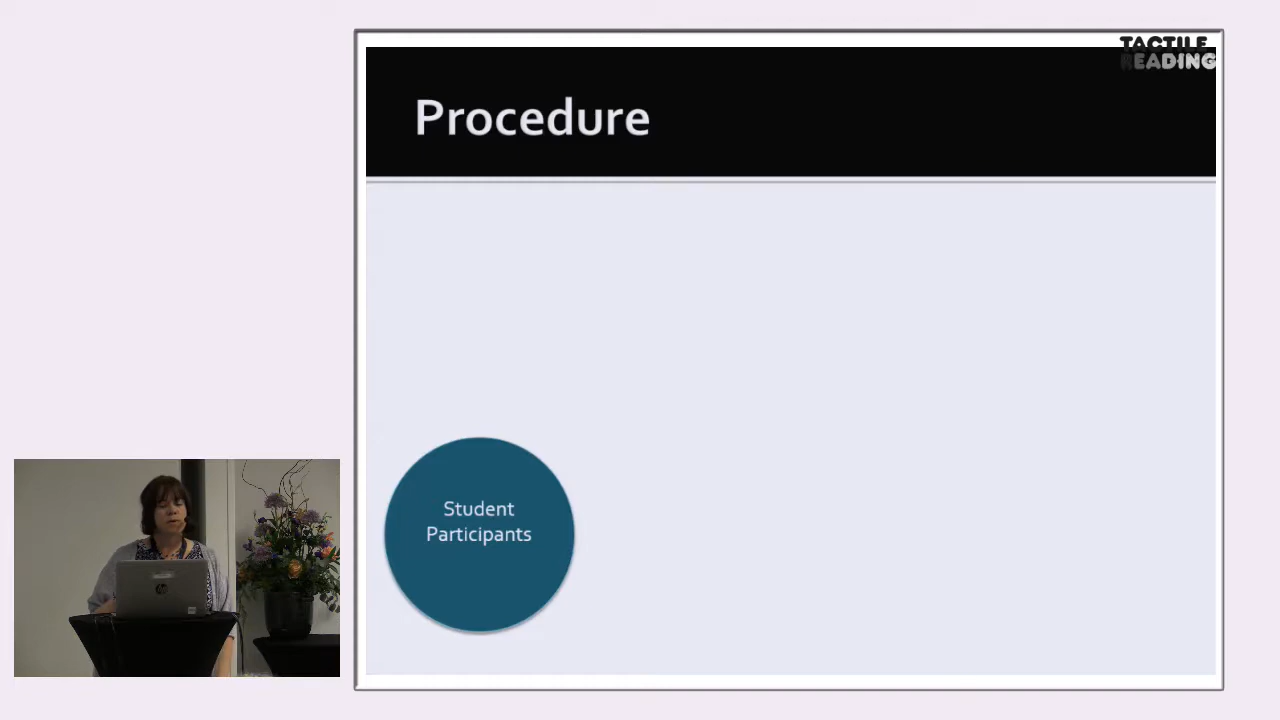 TACTILE
READING
Procedure
Student
Participants